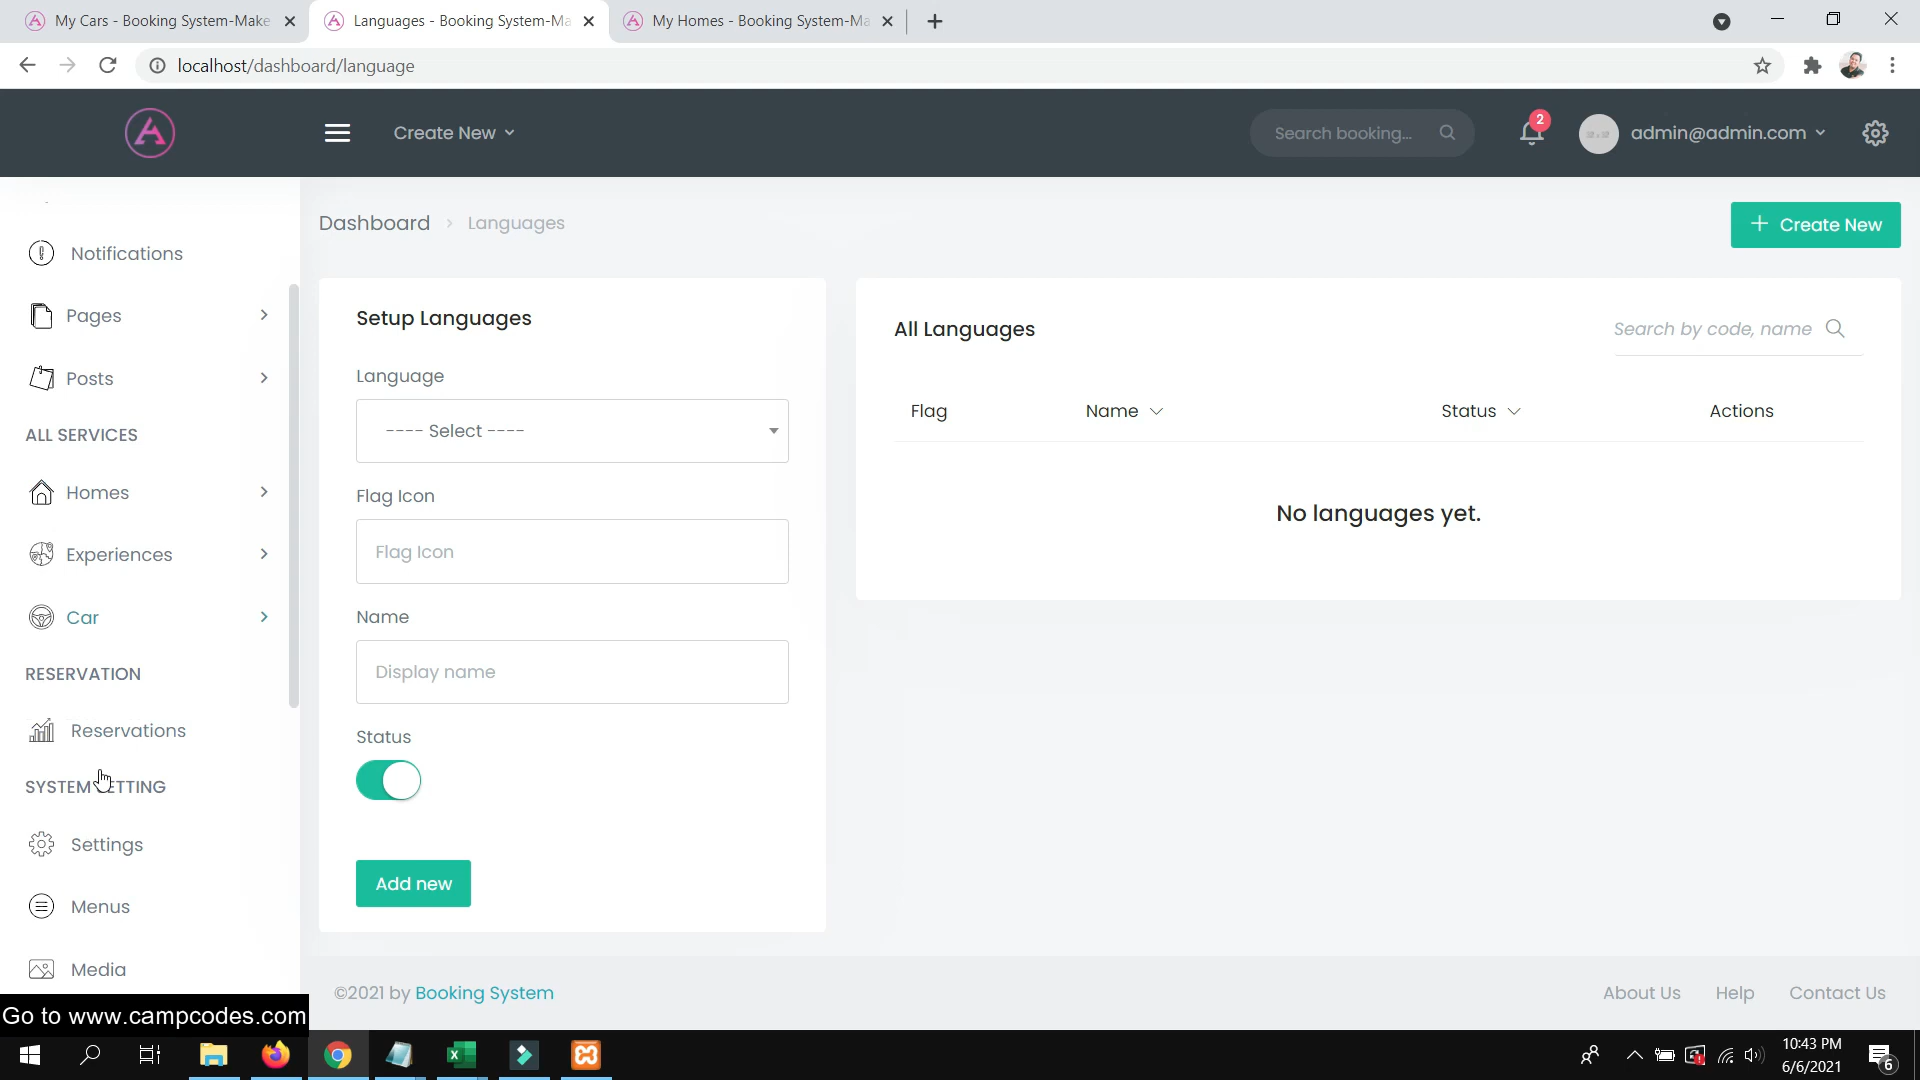 My Cars - Booking System-Make
Languages - Booking System-Ma
My Homes - Booking System-Ma
localhost/dashboard/language
Create New
Search booking...
2
admin@admin.com
Notifications
Pages
Posts
ALL SERVICES
Homes
Experiences
Car
RESERVATION
Reservations
SYSTEM SETTING
Settings
Menus
Media
Dashboard
Languages
Create New
Setup Languages
Language
---- Select ----
Flag Icon
Flag Icon
Name
Display name
Status
Add new
All Languages
Search by code, name
Flag
Name
Status
Actions
No languages yet.
©2021 by Booking System
About Us
Help
Contact Us
Go to www.campcodes.com
10:43 PM
6/6/2021
6